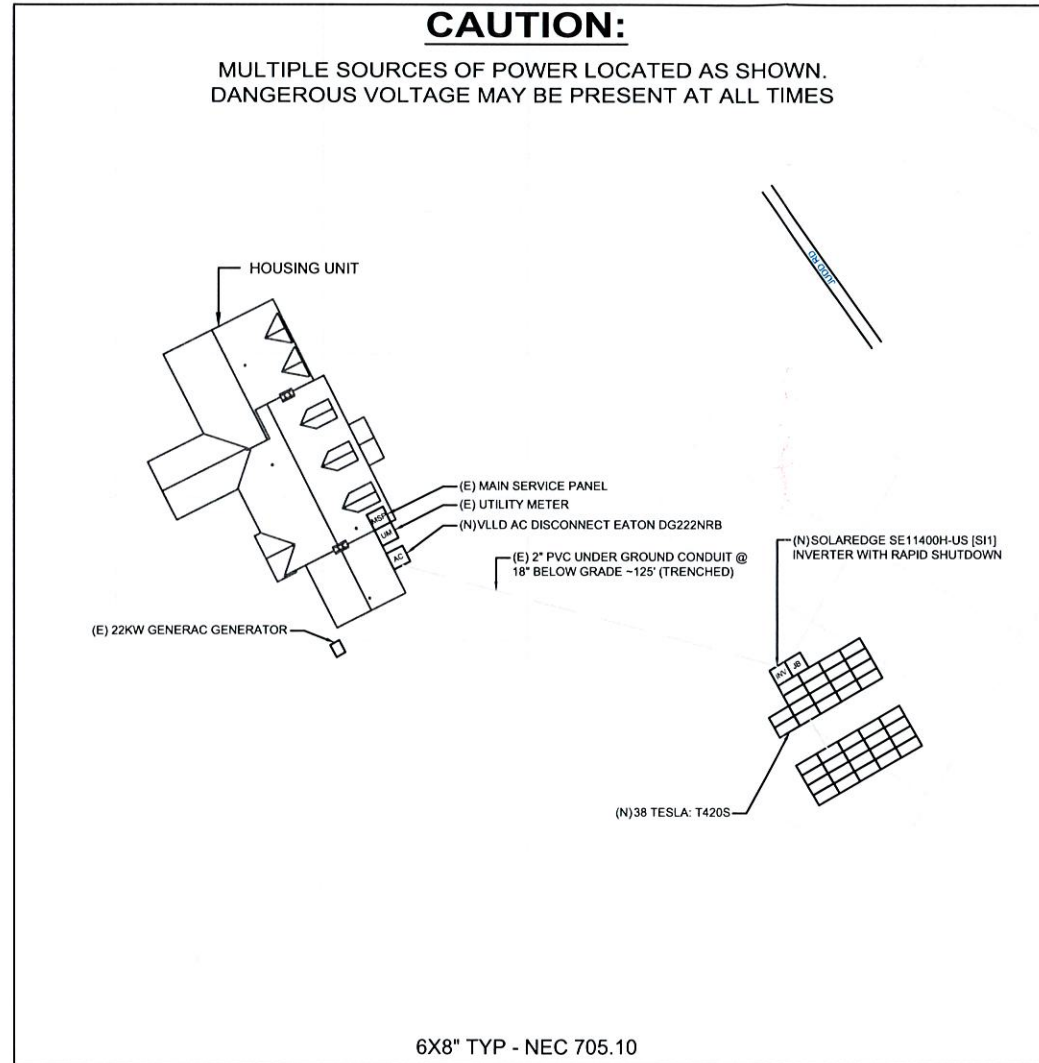 CAUTION:
MULTIPLE SOURCES OF POWER LOCATED AS SHOWN.
DANGEROUS VOLTAGE MAY BE PRESENT AT ALL TIMES
JUDD RD
HOUSING UNIT
(E) MAIN SERVICE PANEL
(E) UTILITY METER
(N)VLLD AC DISCONNECT EATON DG222NRB
MSP
UM
AC
(E) 2" PVC UNDER GROUND CONDUIT @
18" BELOW GRADE ~125' (TRENCHED)
(N)SOLAREDGE SE11400H-US [SI1]
INVERTER WITH RAPID SHUTDOWN
(E) 22KW GENERAC GENERATOR
INV
JB
(N)38 TESLA: T420S
6X8" TYP - NEC 705.10